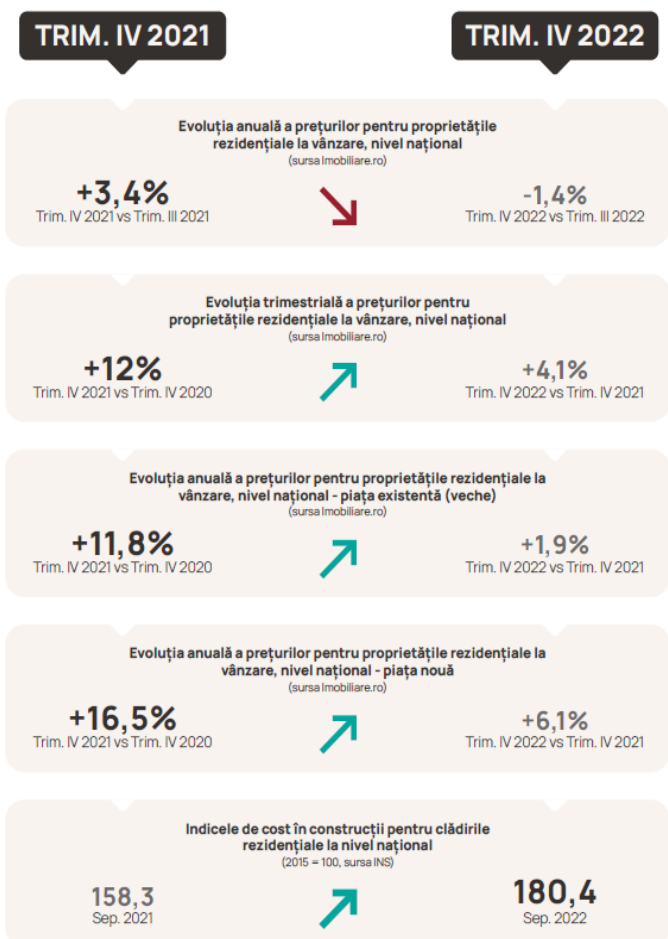 TRIM. IV 2021
TRIM. IV 2022
Evoluția anuală a prețurilor pentru proprietățile
rezidențiale la vânzare, nivel național
(sursa Imobiliare.ro)
+3,4%
Trim. IV 2021 vs Trim. III 2021
-1,4%
Trim. IV 2022 vs Trim. III 2022
Evoluția trimestrială a prețurilor pentru
proprietățile rezidențiale la vânzare, nivel național
(sursa Imobiliare.ro)
+12%
Trim. IV 2021 vs Trim. IV 2020
+4,1%
Trim. IV 2022 vs Trim. IV 2021
Evoluția anuală a prețurilor pentru proprietățile rezidențiale la
vânzare, nivel național - piața existentă (veche)
(sursa Imobiliare.ro)
+11,8%
Trim. IV 2021 vs Trim. IV 2020
+1,9%
Trim. IV 2022 vs Trim. IV 2021
Evoluția anuală a prețurilor pentru proprietățile rezidențiale la
vânzare, nivel național - piața nouă
(sursa Imobiliare.ro)
+16,5%
Trim. IV 2021 vs Trim. IV 2020
+6,1%
Trim. IV 2022 vs Trim. IV 2021
Indicele de cost în construcții pentru clădirile
rezidențiale la nivel național
(2015 = 100, sursa INS)
158,3
Sep. 2021
180,4
Sep. 2022